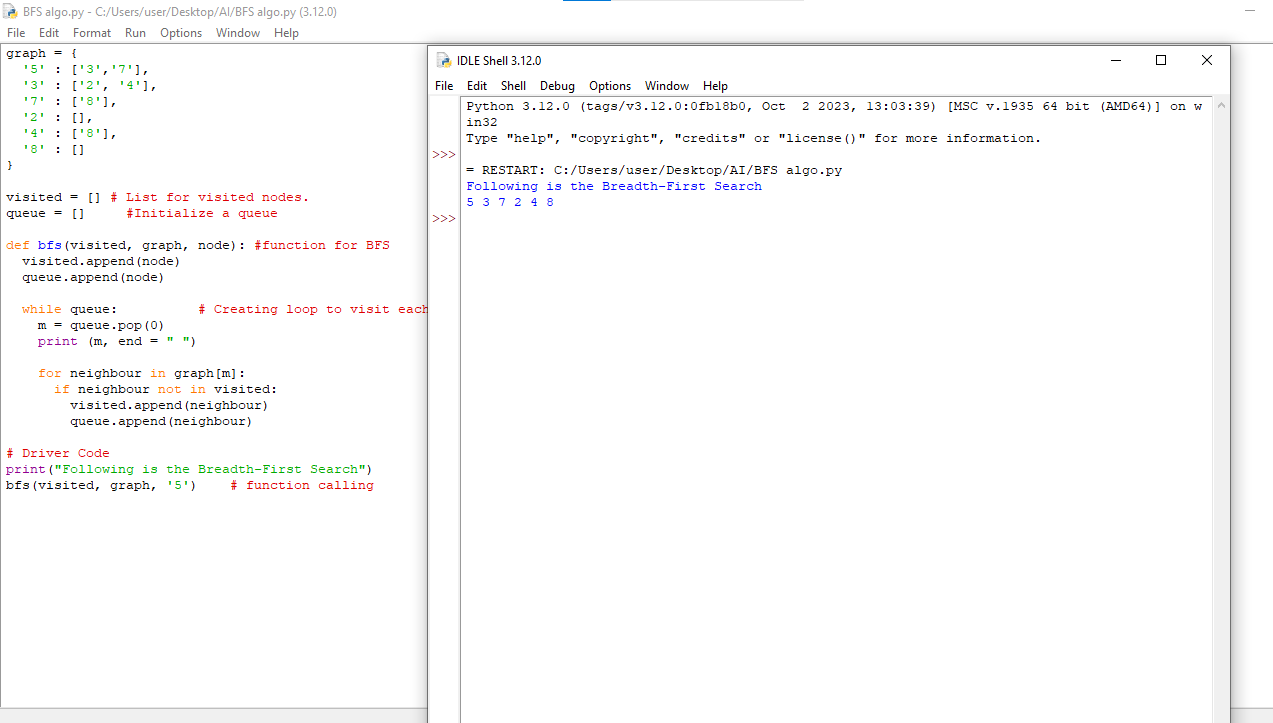 BFS algo.py - C:/Users/user/Desktop/AI/BFS algo.py (3.12.0)
File Edit Format Run Options Window Help
graph = {
  '5' : ['3','7'],
  '3' : ['2', '4'],
  '7' : ['8'],
  '2' : [],
  '4' : ['8'],
  '8' : []
}
visited = [] # List for visited nodes.
queue = []     #Initialize a queue
def bfs(visited, graph, node): #function for BFS
  visited.append(node)
  queue.append(node)
  while queue:          # Creating loop to visit each
    m = queue.pop(0)
    print (m, end = " ")
    for neighbour in graph[m]:
      if neighbour not in visited:
        visited.append(neighbour)
        queue.append(neighbour)
# Driver Code
print("Following is the Breadth-First Search")
bfs(visited, graph, '5')    # function calling
IDLE Shell 3.12.0
File Edit Shell Debug Options Window Help
Python 3.12.0 (tags/v3.12.0:0fb18b0, Oct  2 2023, 13:03:39) [MSC v.1935 64 bit (AMD64)] on w
in32
Type "help", "copyright", "credits" or "license()" for more information.
>>>
= RESTART: C:/Users/user/Desktop/AI/BFS algo.py
Following is the Breadth-First Search
5 3 7 2 4 8
>>>